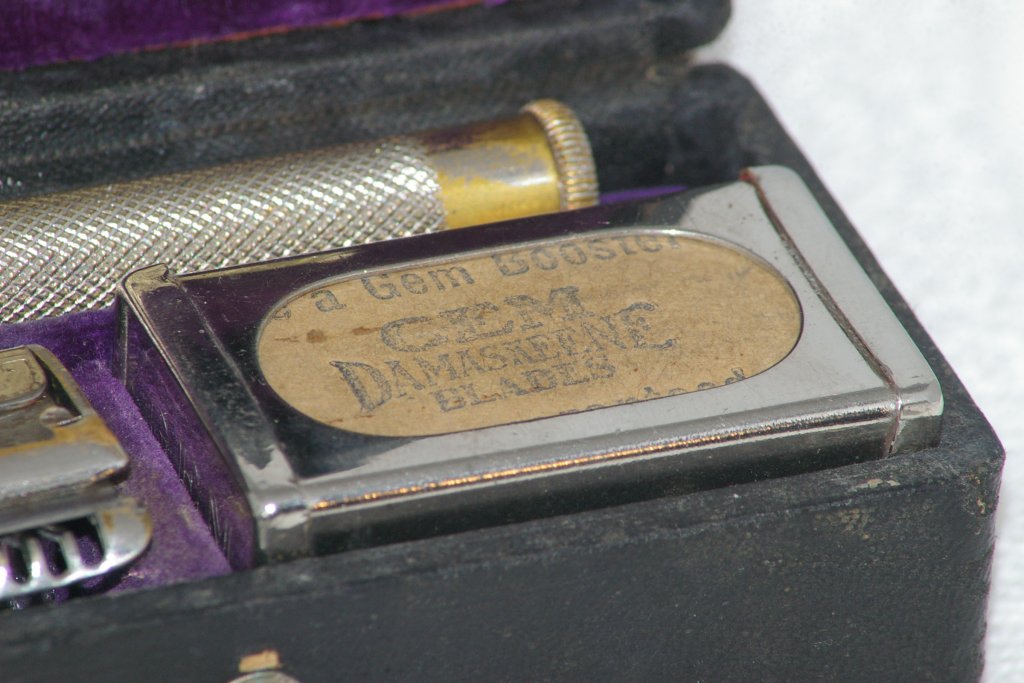 a Gem Booster
GEM
DAMASKEENE
BLADES